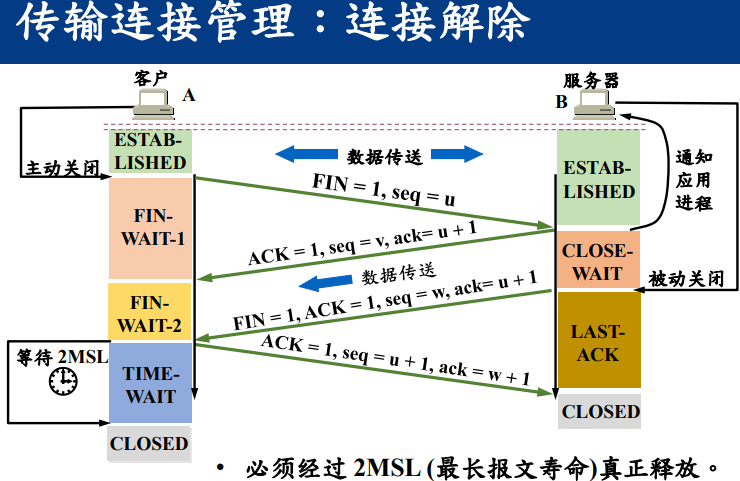 传输连接管理：连接解除
客户
A
服务器
B
ESTAB-
LISHED
数据传送
ESTAB-
LISHED
通知
应用
进程
主动关闭
FIN = 1, seq = u
FIN-
WAIT-1
ACK = 1, seq = v, ack= u + 1
CLOSE-
WAIT
数据传送
被动关闭
FIN-
WAIT-2
FIN = 1, ACK = 1, seq = w, ack= u + 1
LAST-
ACK
等待 2MSL
ACK = 1, seq = u + 1, ack = w + 1
TIME-
WAIT
CLOSED
CLOSED
• 必须经过 2MSL (最长报文寿命)真正释放。